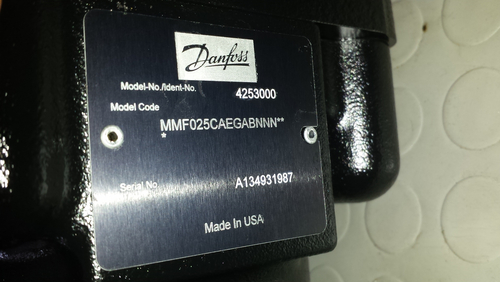 Danfoss
Model-No./Ident-No.
4253000
Model Code
MMF025CAEGABNNN**
*
Serial No
A134931987
Made In USA